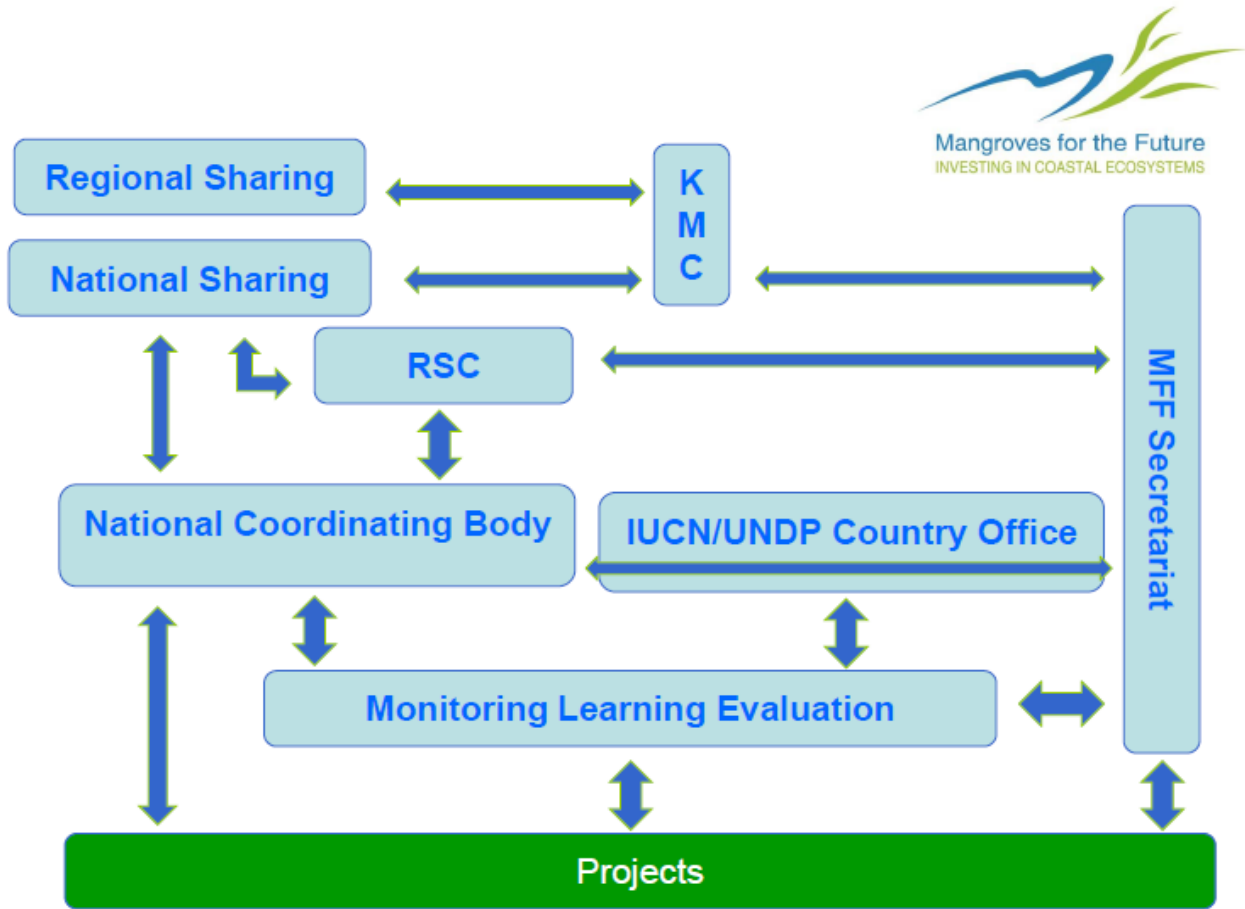 Mangroves for the Future
INVESTING IN COASTAL ECOSYSTEMS
Regional Sharing
K
M
C
National Sharing
RSC
MFF Secretariat
National Coordinating Body
IUCN/UNDP Country Office
Monitoring Learning Evaluation
Projects